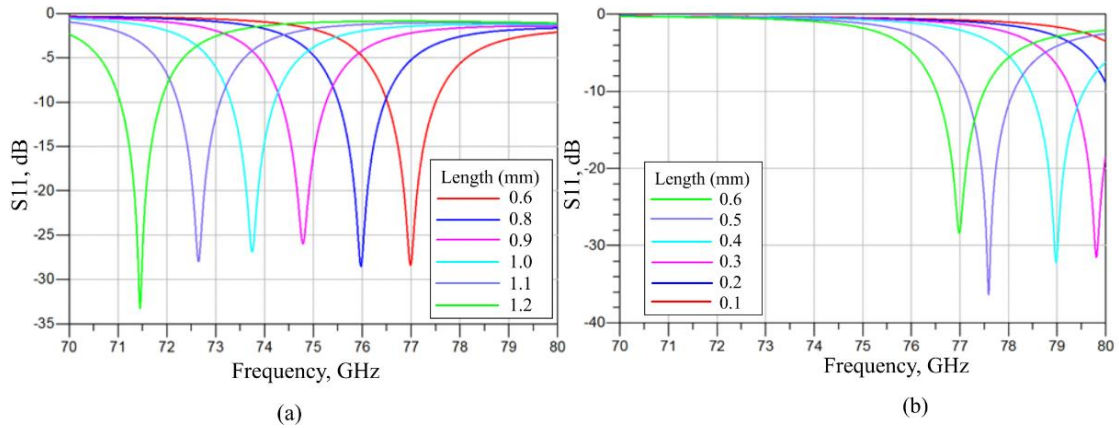 0
-5
-10
-15
-20
-25
-30
-35
S11, dB
Length (mm)
0.6
0.8
0.9
1.0
1.1
1.2
70 71 72 73 74 75 76 77 78 79 80
Frequency, GHz
(a)
0
-10
-20
-30
-40
S11, dB
Length (mm)
0.6
0.5
0.4
0.3
0.2
0.1
70 71 72 73 74 75 76 77 78 79 80
Frequency, GHz
(b)